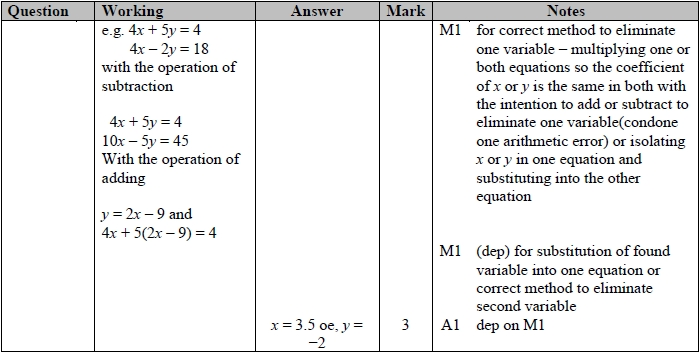 Question Working Answer Mark Notes
e.g. 4x + 5y = 4
4x – 2y = 18
with the operation of
subtraction
4x + 5y = 4
10x – 5y = 45
With the operation of
adding
y = 2x – 9 and
4x + 5(2x – 9) = 4
x = 3.5 oe, y =
–2
3
M1 for correct method to eliminate
one variable – multiplying one or
both equations so the coefficient
of x or y is the same in both with
the intention to add or subtract to
eliminate one variable(condone
one arithmetic error) or isolating
x or y in one equation and
substituting into the other
equation
M1 (dep) for substitution of found
variable into one equation or
correct method to eliminate
second variable
A1 dep on M1